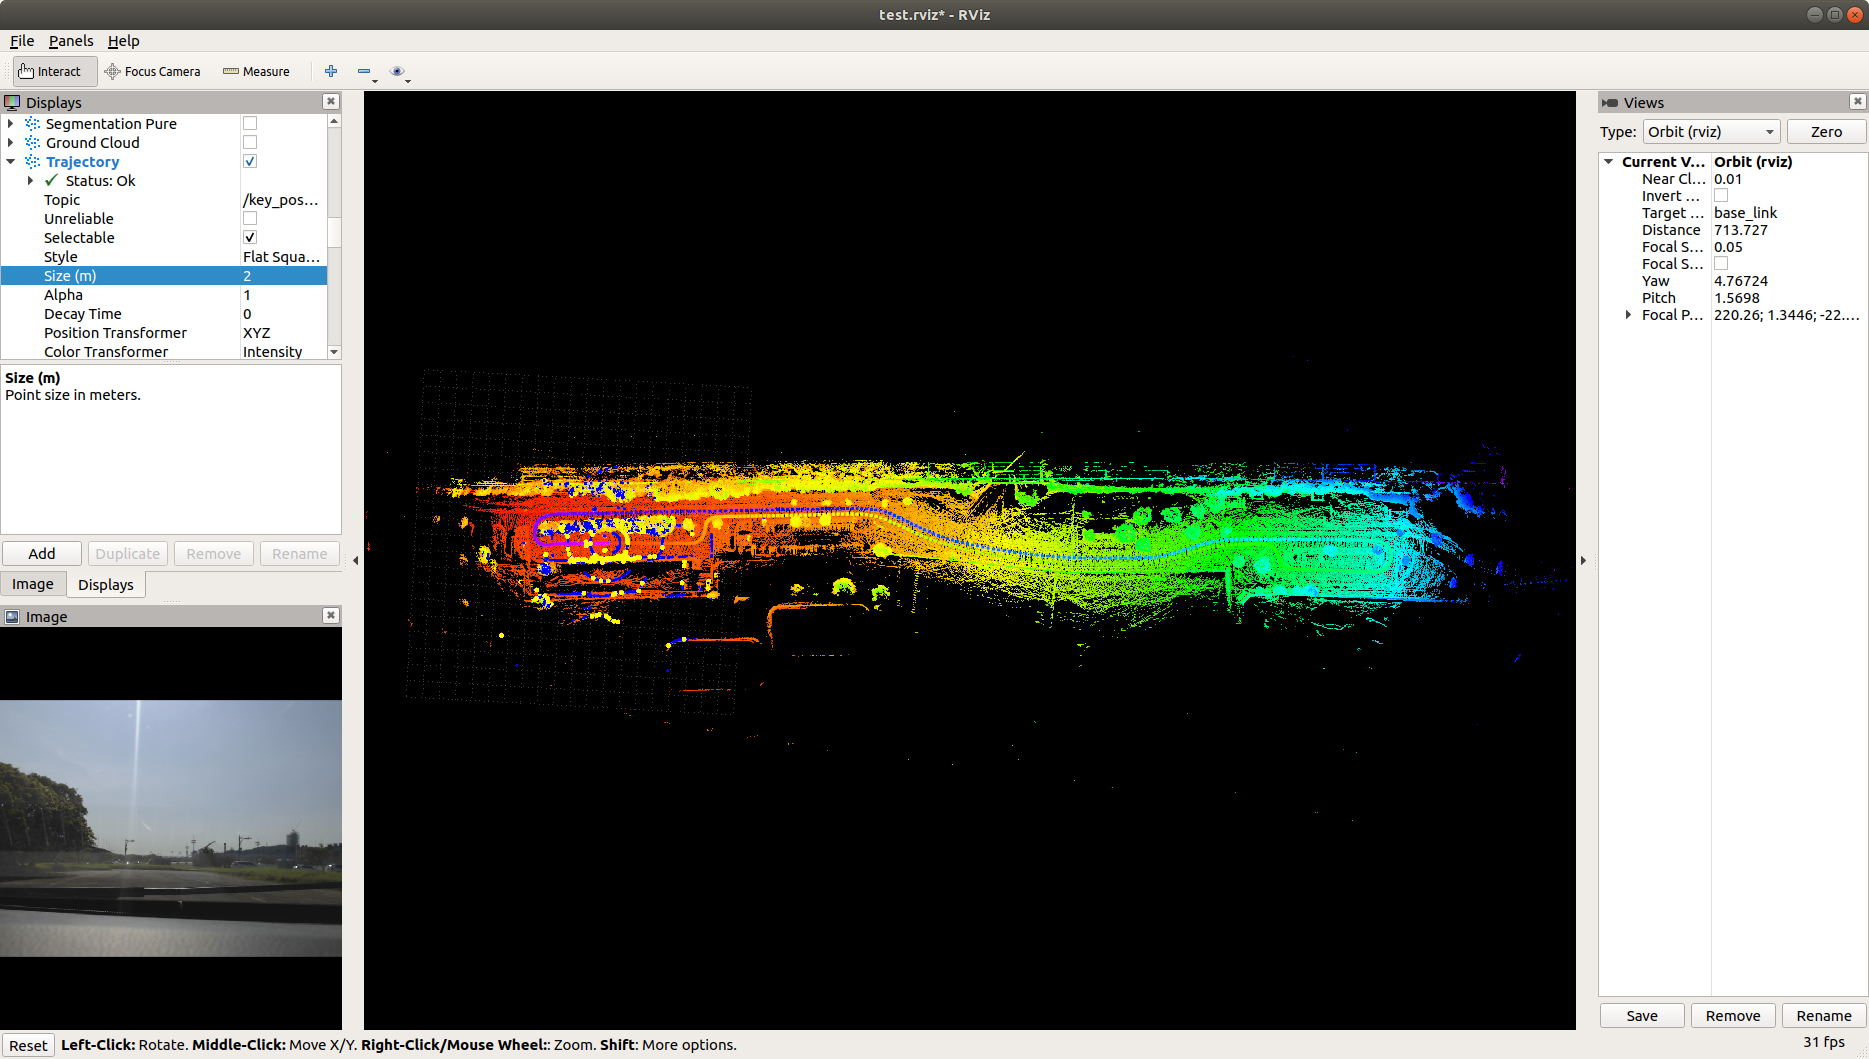 test.rviz* - RViz
File Panels Help
Interact Focus Camera Measure
Displays
Segmentation Pure
Ground Cloud
Trajectory
Status: Ok
Topic /key_pos...
Unreliable
Selectable
Style Flat Squa...
Size (m) 2
Alpha 1
Decay Time 0
Position Transformer XYZ
Color Transformer Intensity
Size (m)
Point size in meters.
Add Duplicate Remove Rename
Image Displays
Image
Views
Type: Orbit (rviz) Zero
Current V... Orbit (rviz)
Near Cl... 0.01
Invert ...
Target ... base_link
Distance 713.727
Focal S... 0.05
Focal S...
Yaw 4.76724
Pitch 1.5698
Focal P... 220.26; 1.3446; -22....
Save Remove Rename
Reset Left-Click: Rotate. Middle-Click: Move X/Y. Right-Click/Mouse Wheel:: Zoom. Shift: More options. 31 fps